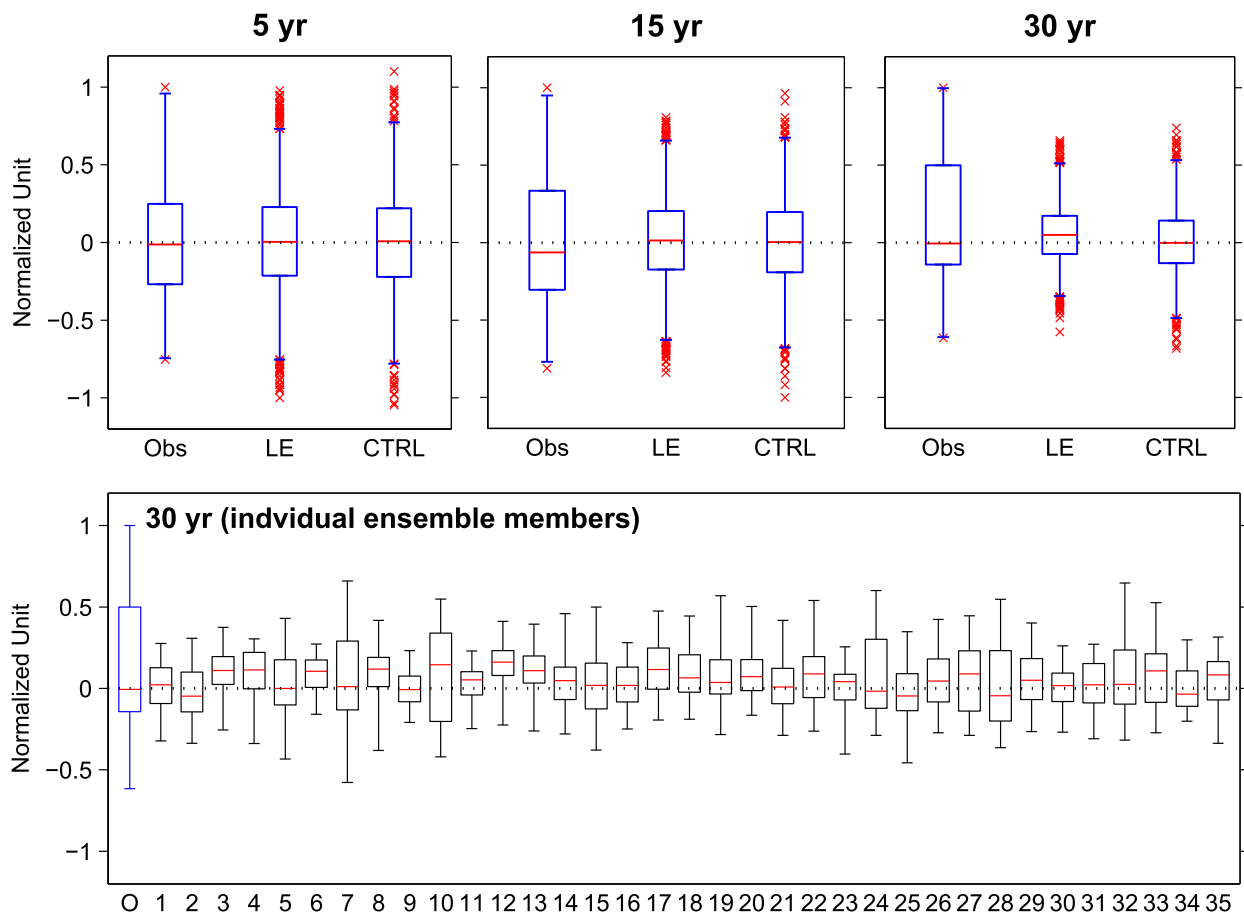 5 yr 15 yr 30 yr
Normalized Unit
1
0.5
0
−0.5
−1
Obs LE CTRL Obs LE CTRL Obs LE CTRL
30 yr (indvidual ensemble members)
Normalized Unit
1
0.5
0
−0.5
−1
O 1 2 3 4 5 6 7 8 9 10 11 12 13 14 15 16 17 18 19 20 21 22 23 24 25 26 27 28 29 30 31 32 33 34 35